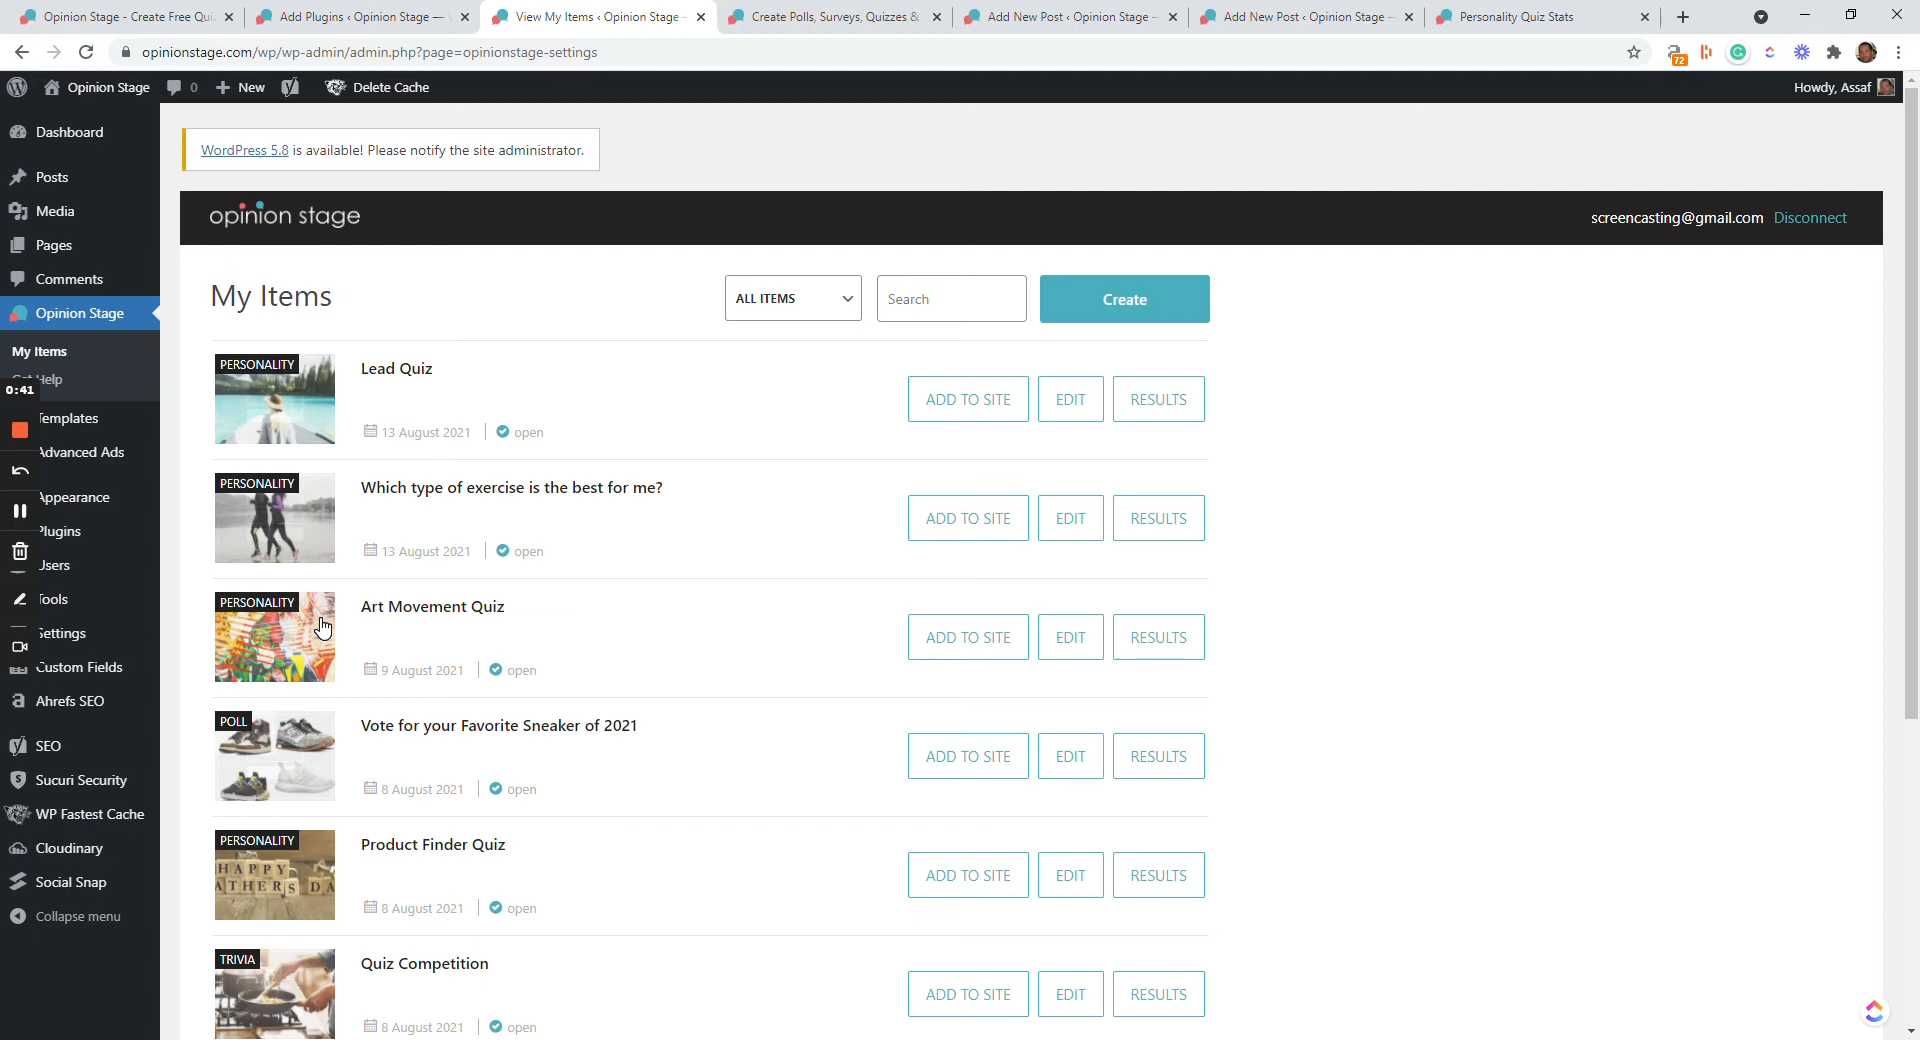 Opinion Stage - Create Free Qui
Add Plugins ‹ Opinion Stage —
View My Items ‹ Opinion Stage -
Create Polls, Surveys, Quizzes &
Add New Post ‹ Opinion Stage -
Add New Post ‹ Opinion Stage -
Personality Quiz Stats
opinionstage.com/wp/wp-admin/admin.php?page=opinionstage-settings
72
Opinion Stage
0
New
Delete Cache
Howdy, Assaf
Dashboard
Posts
Media
Pages
Comments
Opinion Stage
My Items
Help
0:41
Templates
Advanced Ads
Appearance
Plugins
Users
Tools
Settings
Custom Fields
Ahrefs SEO
SEO
Sucuri Security
WP Fastest Cache
Cloudinary
Social Snap
Collapse menu
WordPress 5.8 is available! Please notify the site administrator.
opinion stage
screencasting@gmail.com Disconnect
My Items
ALL ITEMS
Search
Create
PERSONALITY
Lead Quiz
13 August 2021
open
ADD TO SITE
EDIT
RESULTS
PERSONALITY
Which type of exercise is the best for me?
13 August 2021
open
ADD TO SITE
EDIT
RESULTS
PERSONALITY
Art Movement Quiz
9 August 2021
open
ADD TO SITE
EDIT
RESULTS
POLL
Vote for your Favorite Sneaker of 2021
8 August 2021
open
ADD TO SITE
EDIT
RESULTS
PERSONALITY
HAPPY
ATHERS DA
Product Finder Quiz
8 August 2021
open
ADD TO SITE
EDIT
RESULTS
TRIVIA
Quiz Competition
8 August 2021
open
ADD TO SITE
EDIT
RESULTS